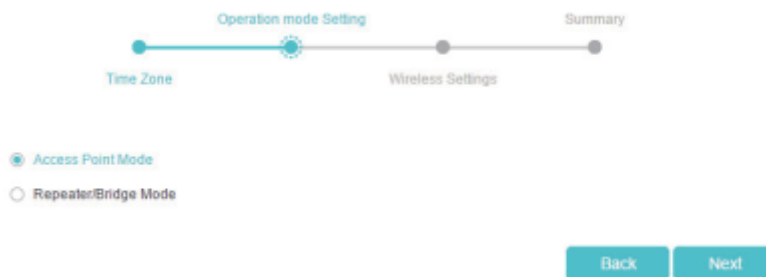 Operation mode Setting
Summary
Time Zone
Wireless Settings
Access Point Mode
Repeater/Bridge Mode
Back
Next